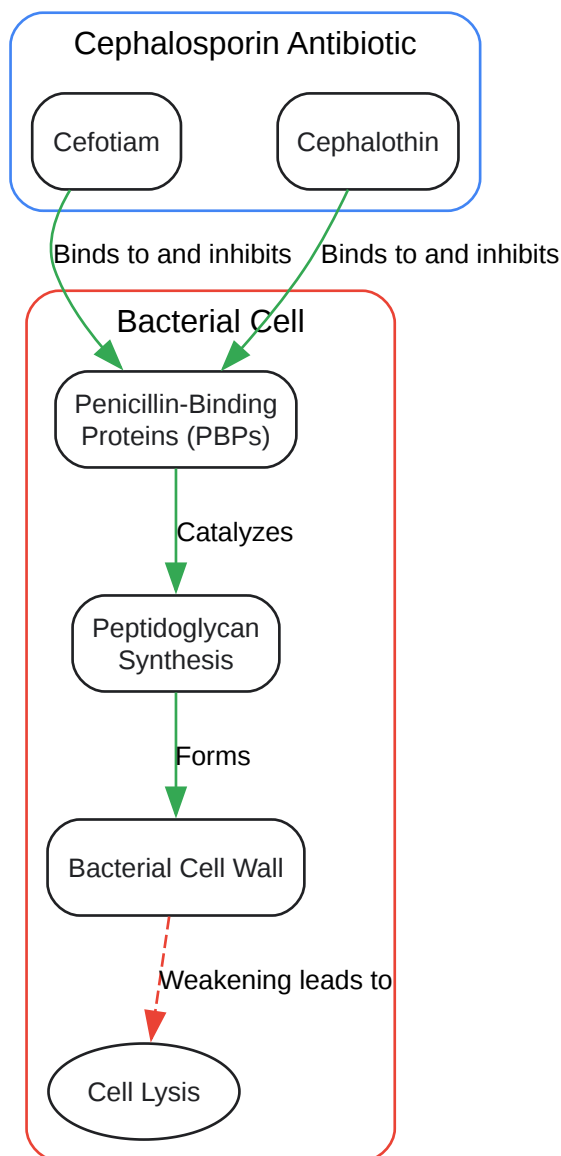 Cephalosporin Antibiotic
Cefotiam
Cephalothin
Binds to and inhibits
Binds to and inhibits
Bacterial Cell
Penicillin-Binding
Proteins (PBPs)
Catalyzes
Peptidoglycan
Synthesis
Forms
Bacterial Cell Wall
Weakening leads to
Cell Lysis